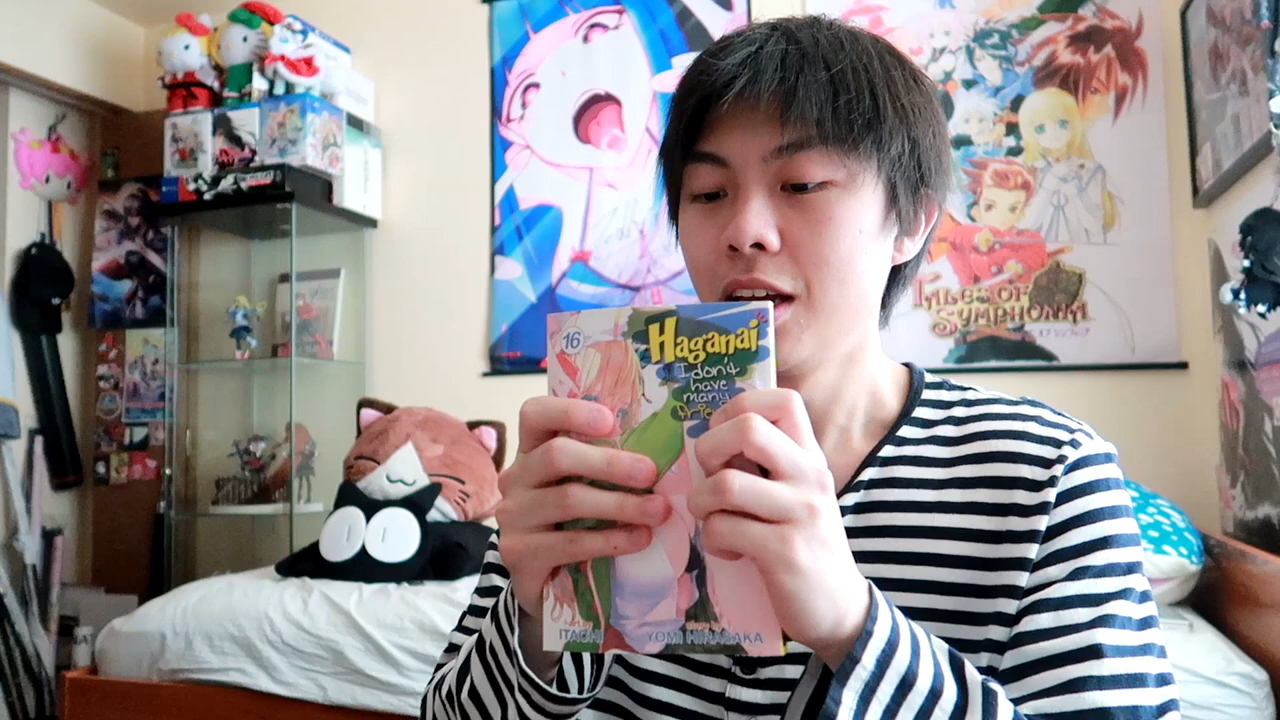 16
Haganai
I don't
have
many
ITACHI
YOMI HIRASAKA
TALES OF
SYMPHONIA